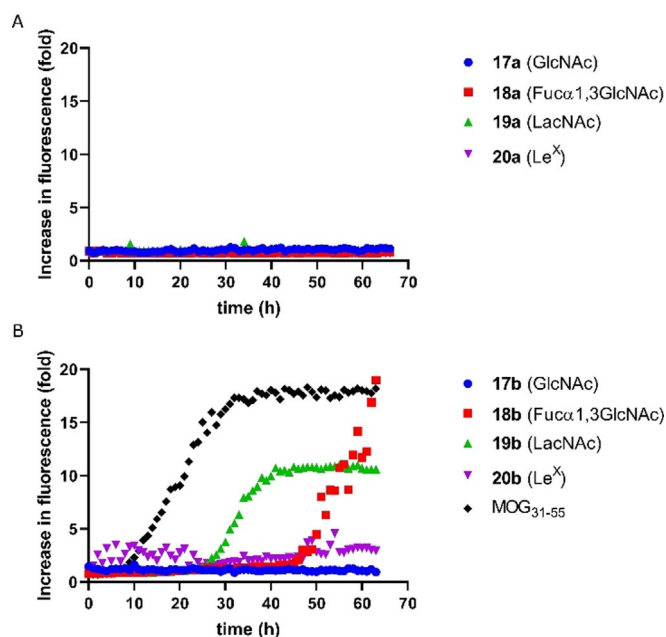 A
Increase in fluorescence (fold)
20
15
10
5
0
0 10 20 30 40 50 60 70
time (h)
17a (GlcNAc)
18a (Fucα1,3GlcNAc)
19a (LacNAc)
20a (Le^X)
B
Increase in fluorescence (fold)
20
15
10
5
0
0 10 20 30 40 50 60 70
time (h)
17b (GlcNAc)
18b (Fucα1,3GlcNAc)
19b (LacNAc)
20b (Le^X)
MOG31-55